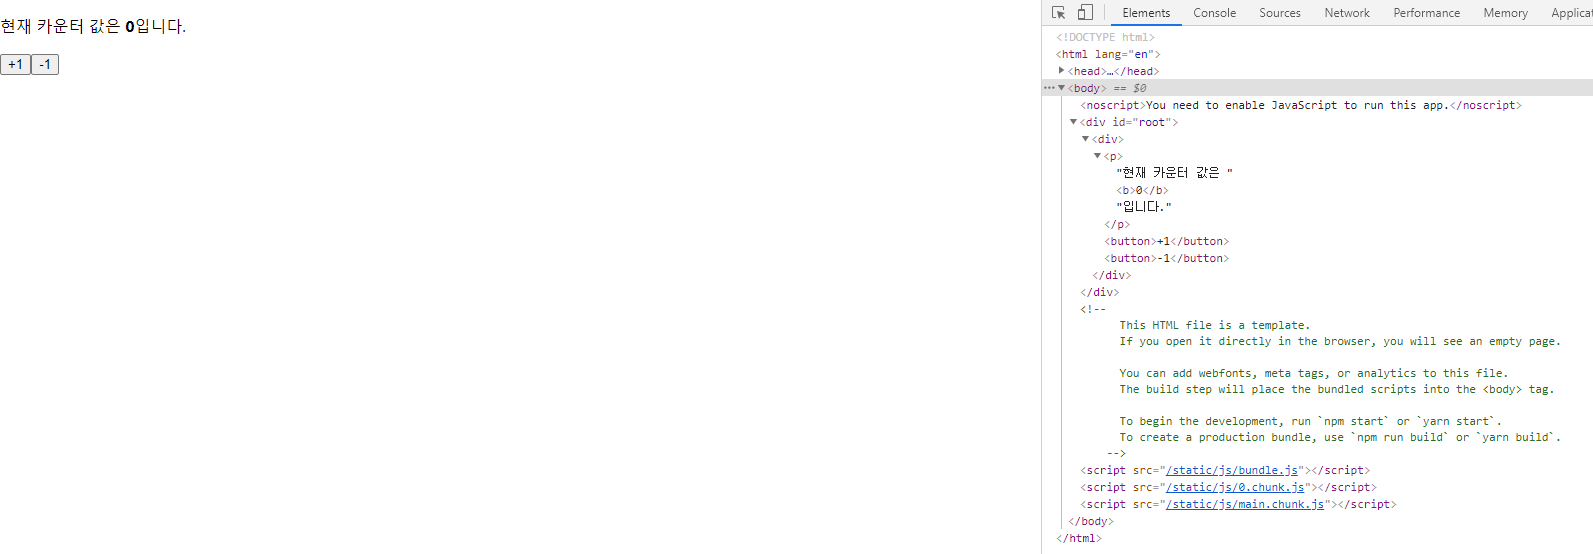 현재 카운터 값은 0입니다.
+1 -1
Elements Console Sources Network Performance Memory
<!DOCTYPE html>
<html lang="en">
<head>…</head>
<body> == $0
<noscript>You need to enable JavaScript to run this app.</noscript>
<div id="root">
<div>
<p>
"현재 카운터 값은 "
<b>0</b>
"입니다."
</p>
<button>+1</button>
<button>-1</button>
</div>
</div>
<!--
This HTML file is a template.
If you open it directly in the browser, you will see an empty page.
You can add webfonts, meta tags, or analytics to this file.
The build step will place the bundled scripts into the <body> tag.
To begin the development, run `npm start` or `yarn start`.
To create a production bundle, use `npm run build` or `yarn build`.
-->
<script src="/static/js/bundle.js"></script>
<script src="/static/js/0.chunk.js"></script>
<script src="/static/js/main.chunk.js"></script>
</body>
</html>